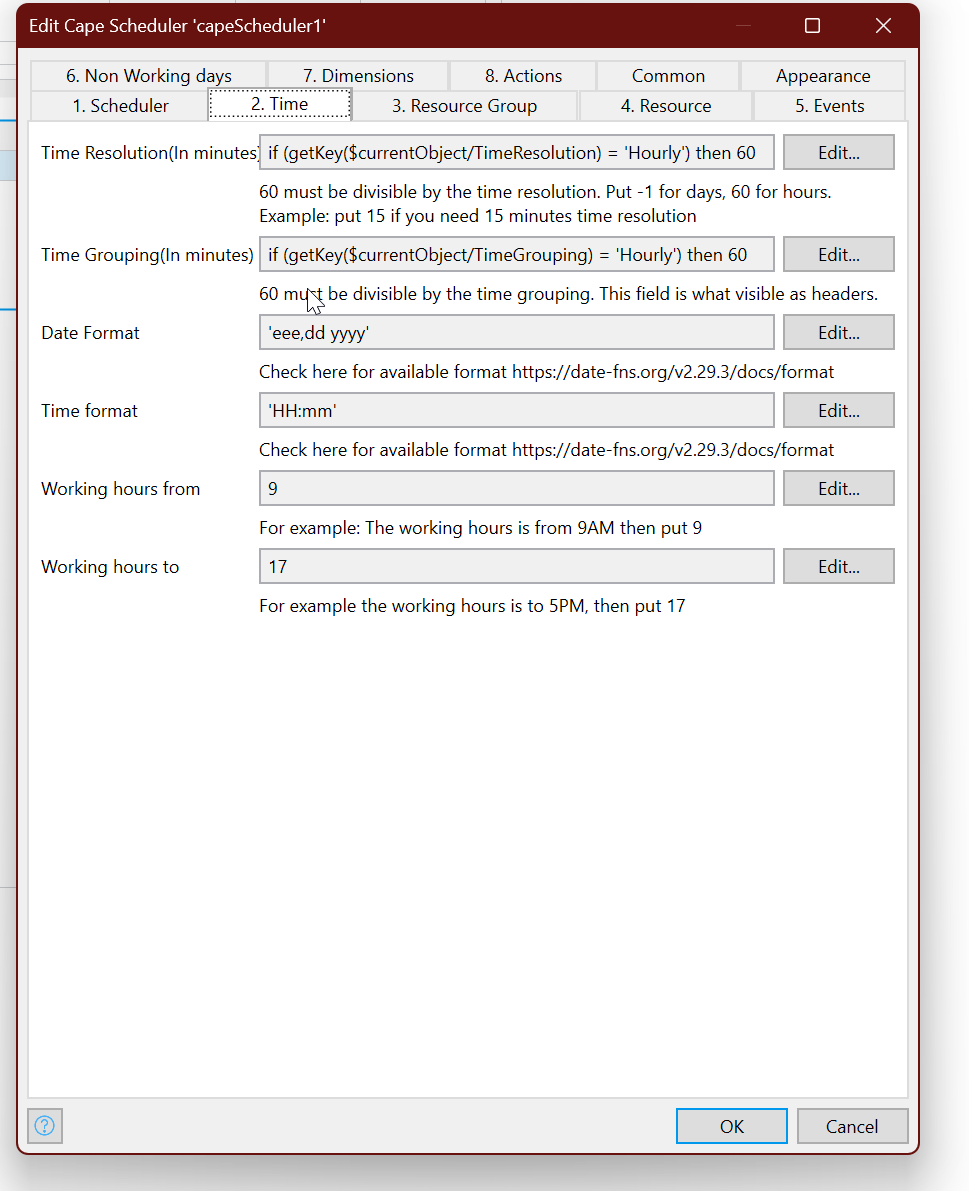 Edit Cape Scheduler 'capeScheduler1'
6. Non Working days 7. Dimensions 8. Actions Common Appearance
1. Scheduler 2. Time 3. Resource Group 4. Resource 5. Events
Time Resolution(In minutes) if (getKey($currentObject/TimeResolution) = 'Hourly') then 60 Edit...
60 must be divisible by the time resolution. Put -1 for days, 60 for hours.
Example: put 15 if you need 15 minutes time resolution
Time Grouping(In minutes) if (getKey($currentObject/TimeGrouping) = 'Hourly') then 60 Edit...
60 must be divisible by the time grouping. This field is what visible as headers.
Date Format 'eee,dd yyyy' Edit...
Check here for available format https://date-fns.org/v2.29.3/docs/format
Time format 'HH:mm' Edit...
Check here for available format https://date-fns.org/v2.29.3/docs/format
Working hours from 9 Edit...
For example: The working hours is from 9AM then put 9
Working hours to 17 Edit...
For example the working hours is to 5PM, then put 17
? OK Cancel